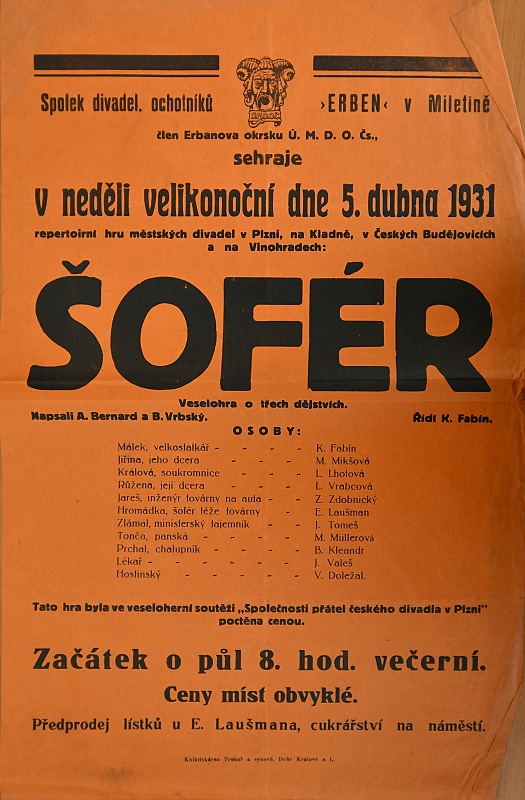 Spolek divadel. ochotníků ›ERBEN‹ v Miletíně
člen Erbanova okrsku Ú. M. D. O. Čs.,
sehraje
v neděli velikonoční dne 5. dubna 1931
repertoirní hru městských divadel v Plzni, na Kladně, v Českých Budějovicích
a na Vinohradech:
ŠOFÉR
Veselohra o třech dějstvích.
Napsali A. Bernard a B. Vrbský. Řídí K. Fabín.
OSOBY:
Málek, velkostatkář - - - - K. Fabín
Jiřina, jeho dcera - - - - M. Mikšová
Králová, soukromnice - - - - L. Lhotová
Růžena, její dcera - - - - L. Vrabcová
Jareš, inženýr továrny na auta - - - Z. Zdobnický
Hromádka, šofér téže továrny - - E. Laušman
Zlámal, ministerský tajemník - - - J. Tomeš
Tonča, panská - - - - - M. Müllerová
Prchal, chalupník - - - - - B. Kleandr
Lékař - - - - - - - J. Valeš
Hostinský - - - - - - V. Doležal.
Tato hra byla ve veseloherní soutěži „Společnosti přátel českého divadla v Plzni"
poctěna cenou.
Začátek o půl 8. hod. večerní.
Ceny míst obvyklé.
Předprodej lístků u E. Laušmana, cukrářství na náměstí.
Knihtiskárna a synové, Dvůr Králové n. L.